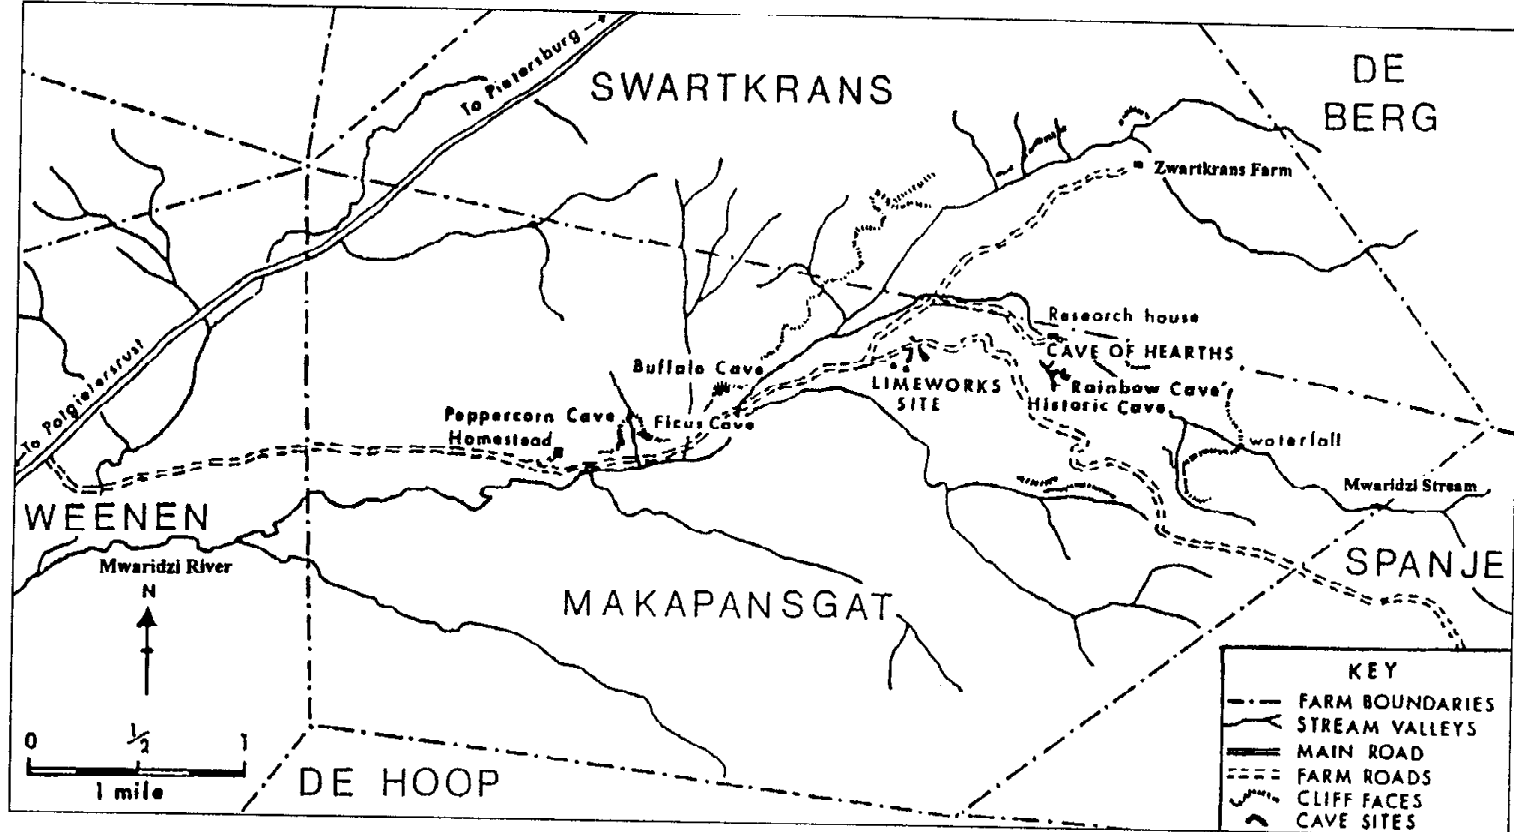 To Pietersburg
SWARTKRANS
DE
BERG
Zwartkrans Farm
Research house
CAVE OF HEARTHS
Buffalo Cave
LIMEWORKS
SITE
Rainbow Cave
Historic Cave
Peppercorn Cave
Ficus Cave
Homestead
waterfall
To Potgietersrust
Mwaridzi Stream
WEENEN
Mwaridzi River
SPANJE
MAKAPANSGAT
N
0 ½ 1
1 mile
DE HOOP
KEY
FARM BOUNDARIES
STREAM VALLEYS
MAIN ROAD
FARM ROADS
CLIFF FACES
CAVE SITES